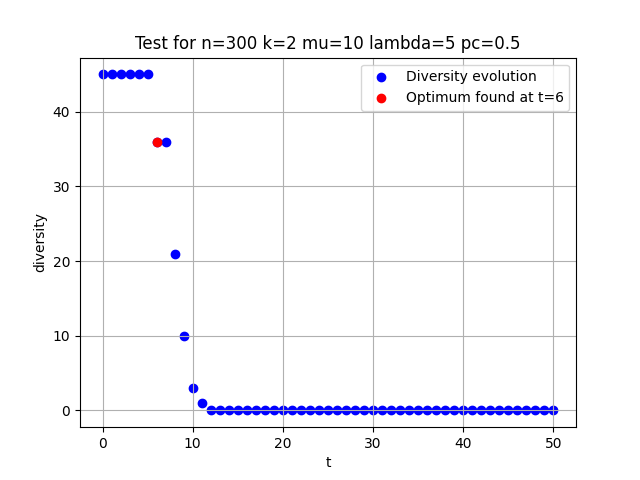 Test for n=300 k=2 mu=10 lambda=5 pc=0.5
Diversity evolution
Optimum found at t=6
diversity
40
30
20
10
0
0 10 20 30 40 50
t